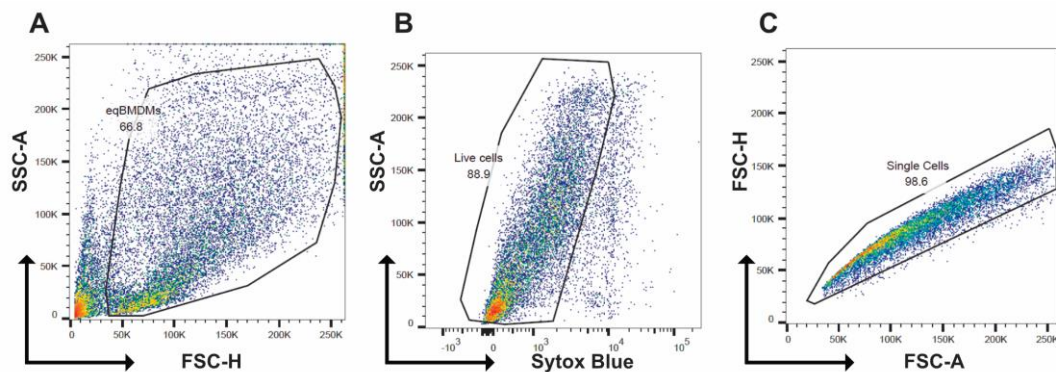 A
250K
200K
150K
100K
50K
0
SSC-A
eqBMDMs
66.8
0
50K
100K
150K
200K
250K
FSC-H
B
250K
200K
150K
100K
50K
0
SSC-A
Live cells
88.9
-10³
0
10³
10⁴
10⁵
Sytox Blue
C
250K
200K
150K
100K
50K
0
FSC-H
Single Cells
98.6
0
50K
100K
150K
200K
250K
FSC-A